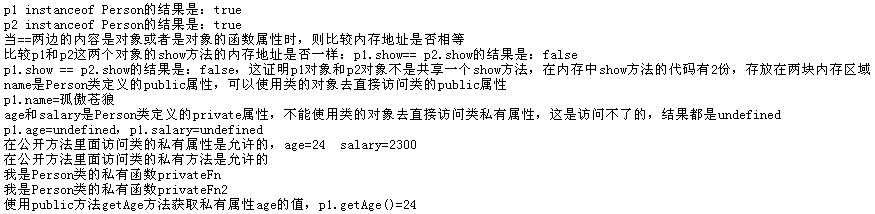 p1 instanceof Person的结果是：true
p2 instanceof Person的结果是：true
当==两边的内容是对象或者是对象的函数属性时，则比较内存地址是否相等
比较p1和p2这两个对象的show方法的内存地址是否一样：p1.show== p2.show的结果是：false
p1.show == p2.show的结果是：false，这证明p1对象和p2对象不是共享一个show方法，在内存中show方法的代码有2份，存放在两块内存区域
name是Person类定义的public属性，可以使用类的对象去直接访问类的public属性
p1.name=孤傲苍狼
age和salary是Person类定义的private属性，不能使用类的对象去直接访问类私有属性，这是访问不了的，结果都是undefined
p1.age=undefined，p1.salary=undefined
在公开方法里面访问类的私有属性是允许的，age=24  salary=2300
在公开方法里面访问类的私有方法是允许的
我是Person类的私有函数privateFn
我是Person类的私有函数privateFn2
使用public方法getAge方法获取私有属性age的值，p1.getAge()=24